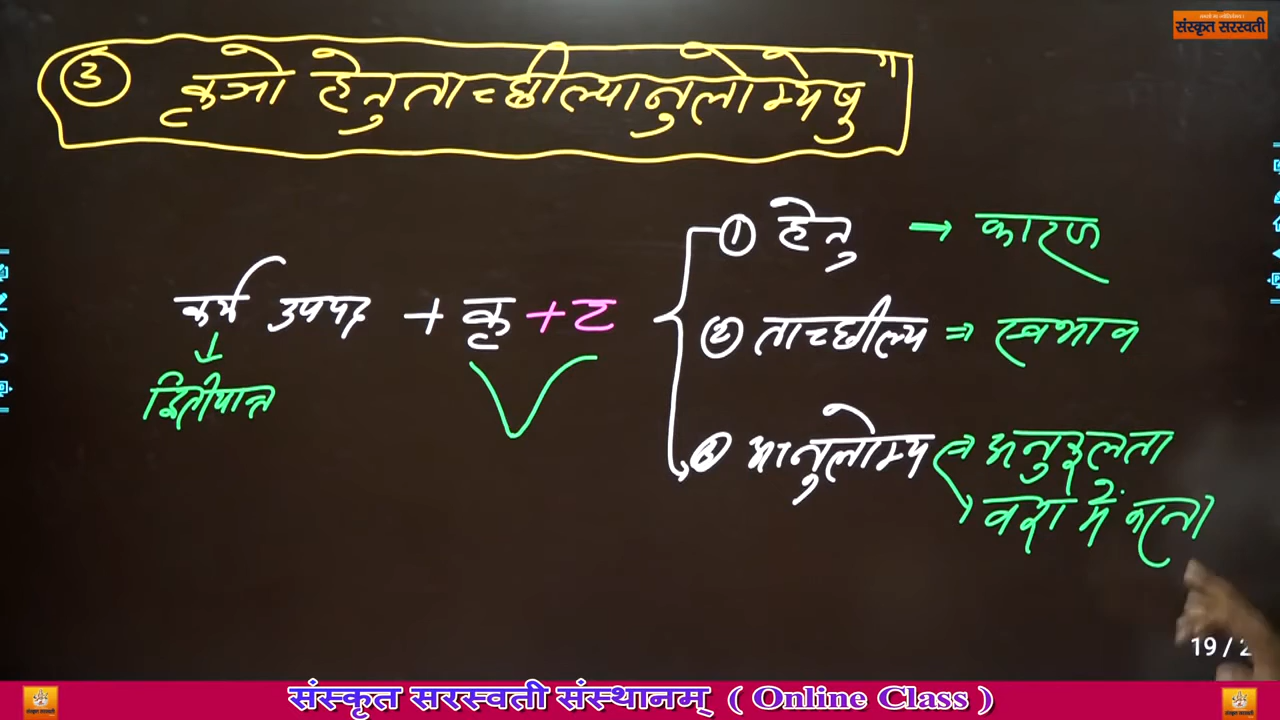 संस्कृत सरस्वती
③ कृञो हेतुताच्छील्यानुलोम्येषु"
① हेतु → कारण
कर्म उपपद + कृ + ट
② ताच्छील्य ⇒ स्वभाव
↓
द्वितीयान्त
③ आनुलोम्य ⇒ अनुकूलता
→ वश में करना
19 / 2
संस्कृत सरस्वती संस्थानम् ( Online Class )